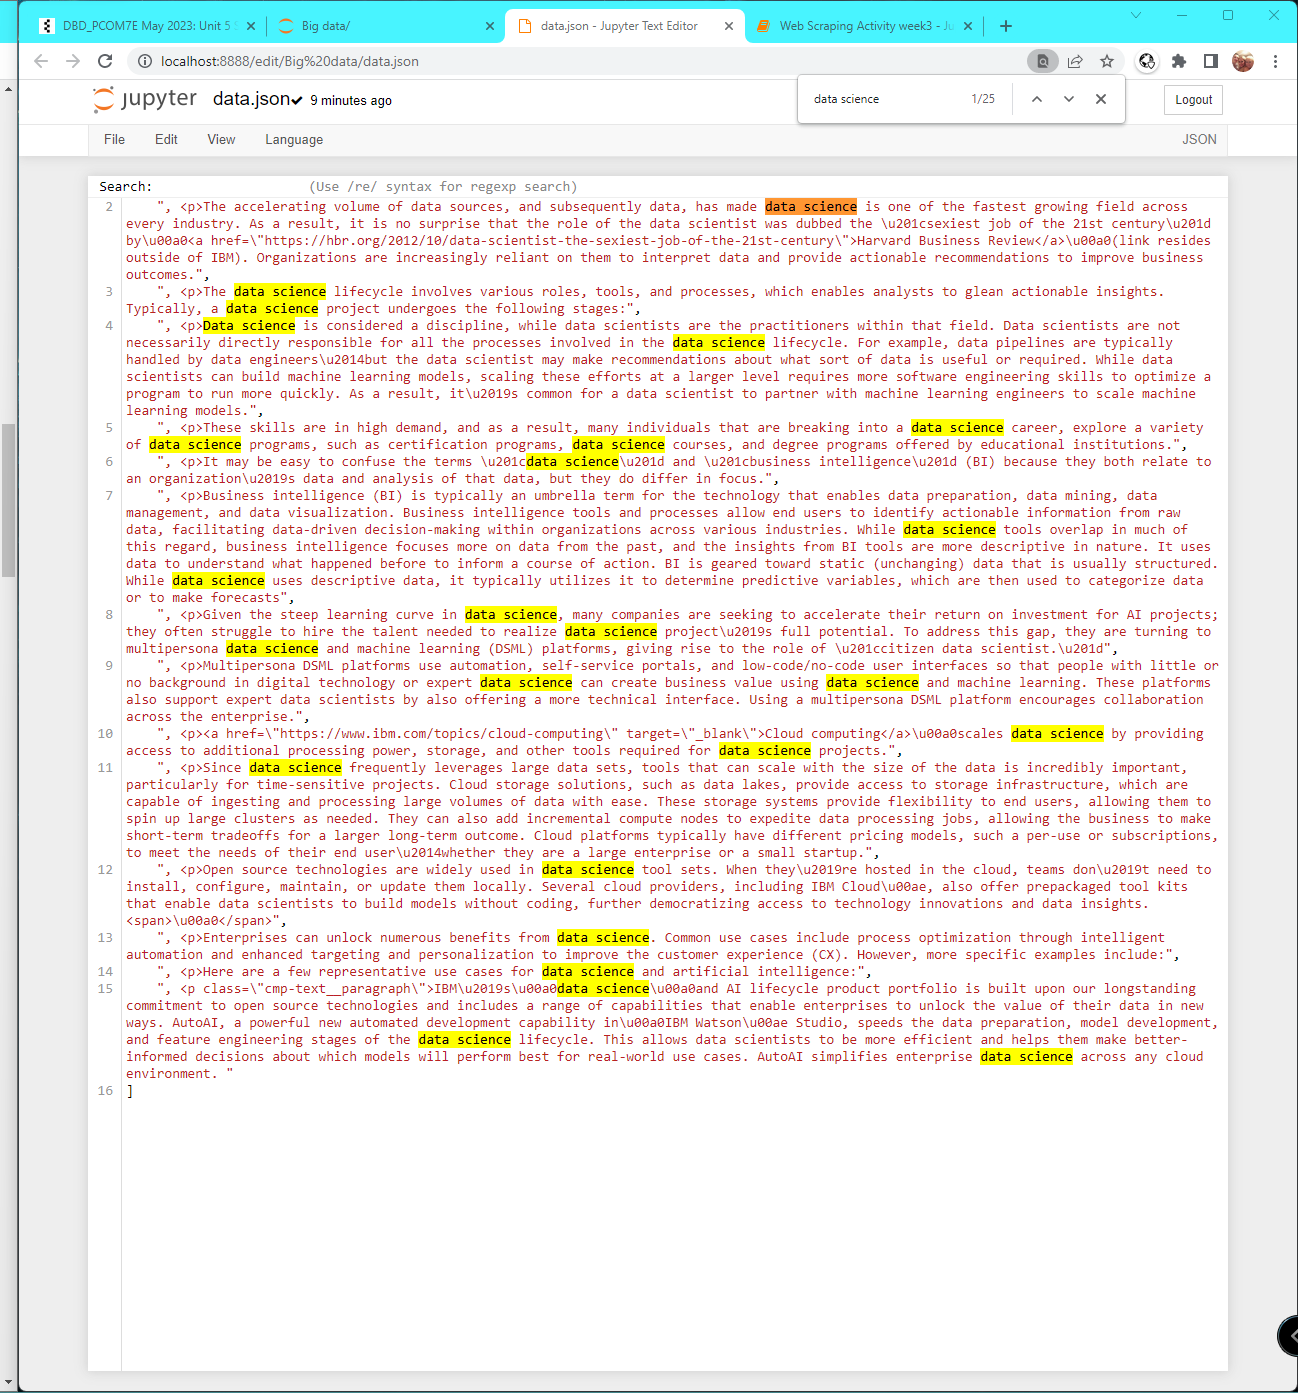 DBD_PCOM7E May 2023: Unit 5 S
Big data/
data.json - Jupyter Text Editor
Web Scraping Activity week3 - Ju
localhost:8888/edit/Big%20data/data.json
jupyter data.json 9 minutes ago
data science 1/25
Logout
File Edit View Language JSON
Search: (Use /re/ syntax for regexp search)
2 ", <p>The accelerating volume of data sources, and subsequently data, has made data science is one of the fastest growing field across
every industry. As a result, it is no surprise that the role of the data scientist was dubbed the \u201csexiest job of the 21st century\u201d
by\u00a0<a href=\"https://hbr.org/2012/10/data-scientist-the-sexiest-job-of-the-21st-century\">Harvard Business Review</a>\u00a0(link resides
outside of IBM). Organizations are increasingly reliant on them to interpret data and provide actionable recommendations to improve business
outcomes.",
3 ", <p>The data science lifecycle involves various roles, tools, and processes, which enables analysts to glean actionable insights.
Typically, a data science project undergoes the following stages:",
4 ", <p>Data science is considered a discipline, while data scientists are the practitioners within that field. Data scientists are not
necessarily directly responsible for all the processes involved in the data science lifecycle. For example, data pipelines are typically
handled by data engineers\u2014but the data scientist may make recommendations about what sort of data is useful or required. While data
scientists can build machine learning models, scaling these efforts at a larger level requires more software engineering skills to optimize a
program to run more quickly. As a result, it\u2019s common for a data scientist to partner with machine learning engineers to scale machine
learning models.",
5 ", <p>These skills are in high demand, and as a result, many individuals that are breaking into a data science career, explore a variety
of data science programs, such as certification programs, data science courses, and degree programs offered by educational institutions.",
6 ", <p>It may be easy to confuse the terms \u201cdata science\u201d and \u201cbusiness intelligence\u201d (BI) because they both relate to
an organization\u2019s data and analysis of that data, but they do differ in focus.",
7 ", <p>Business intelligence (BI) is typically an umbrella term for the technology that enables data preparation, data mining, data
management, and data visualization. Business intelligence tools and processes allow end users to identify actionable information from raw
data, facilitating data-driven decision-making within organizations across various industries. While data science tools overlap in much of
this regard, business intelligence focuses more on data from the past, and the insights from BI tools are more descriptive in nature. It uses
data to understand what happened before to inform a course of action. BI is geared toward static (unchanging) data that is usually structured.
While data science uses descriptive data, it typically utilizes it to determine predictive variables, which are then used to categorize data
or to make forecasts",
8 ", <p>Given the steep learning curve in data science, many companies are seeking to accelerate their return on investment for AI projects;
they often struggle to hire the talent needed to realize data science project\u2019s full potential. To address this gap, they are turning to
multipersona data science and machine learning (DSML) platforms, giving rise to the role of \u201ccitizen data scientist.\u201d",
9 ", <p>Multipersona DSML platforms use automation, self-service portals, and low-code/no-code user interfaces so that people with little or
no background in digital technology or expert data science can create business value using data science and machine learning. These platforms
also support expert data scientists by also offering a more technical interface. Using a multipersona DSML platform encourages collaboration
across the enterprise.",
10 ", <p><a href=\"https://www.ibm.com/topics/cloud-computing\" target=\"_blank\">Cloud computing</a>\u00a0scales data science by providing
access to additional processing power, storage, and other tools required for data science projects.",
11 ", <p>Since data science frequently leverages large data sets, tools that can scale with the size of the data is incredibly important,
particularly for time-sensitive projects. Cloud storage solutions, such as data lakes, provide access to storage infrastructure, which are
capable of ingesting and processing large volumes of data with ease. These storage systems provide flexibility to end users, allowing them to
spin up large clusters as needed. They can also add incremental compute nodes to expedite data processing jobs, allowing the business to make
short-term tradeoffs for a larger long-term outcome. Cloud platforms typically have different pricing models, such a per-use or subscriptions,
to meet the needs of their end user\u2014whether they are a large enterprise or a small startup.",
12 ", <p>Open source technologies are widely used in data science tool sets. When they\u2019re hosted in the cloud, teams don\u2019t need to
install, configure, maintain, or update them locally. Several cloud providers, including IBM Cloud\u00ae, also offer prepackaged tool kits
that enable data scientists to build models without coding, further democratizing access to technology innovations and data insights.
<span>\u00a0</span>",
13 ", <p>Enterprises can unlock numerous benefits from data science. Common use cases include process optimization through intelligent
automation and enhanced targeting and personalization to improve the customer experience (CX). However, more specific examples include:",
14 ", <p>Here are a few representative use cases for data science and artificial intelligence:",
15 ", <p class=\"cmp-text__paragraph\">IBM\u2019s\u00a0data science\u00a0and AI lifecycle product portfolio is built upon our longstanding
commitment to open source technologies and includes a range of capabilities that enable enterprises to unlock the value of their data in new
ways. AutoAI, a powerful new automated development capability in\u00a0IBM Watson\u00ae Studio, speeds the data preparation, model development,
and feature engineering stages of the data science lifecycle. This allows data scientists to be more efficient and helps them make better-
informed decisions about which models will perform best for real-world use cases. AutoAI simplifies enterprise data science across any cloud
environment. "
16 ]